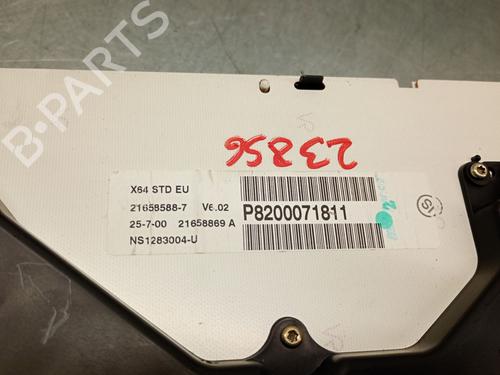 B-PARTS
23856
X64 STD EU
21658588-7 V6.02
25-7-00 21658869 A
NS1283004-U
P8200071811